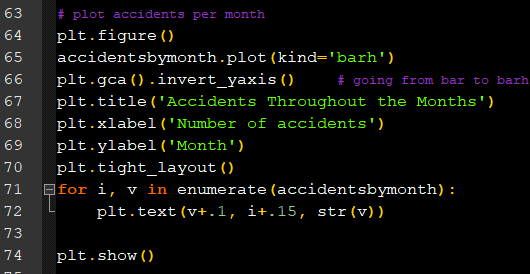 63 # plot accidents per month
64 plt.figure()
65 accidentsbymonth.plot(kind='barh')
66 plt.gca().invert_yaxis() # going from bar to barh
67 plt.title('Accidents Throughout the Months')
68 plt.xlabel('Number of accidents')
69 plt.ylabel('Month')
70 plt.tight_layout()
71 for i, v in enumerate(accidentsbymonth):
72 plt.text(v+.1, i+.15, str(v))
73
74 plt.show()